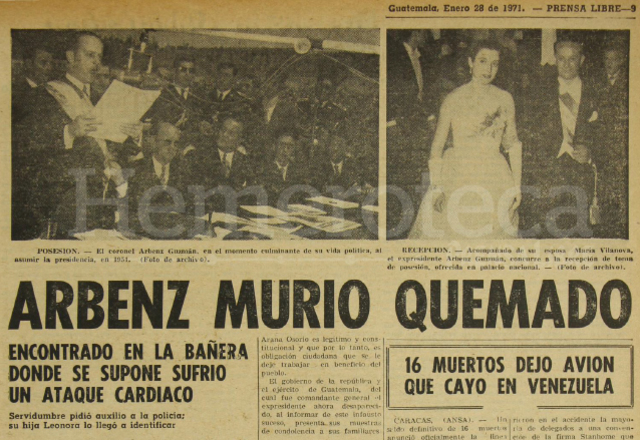 Guatemala, Enero 28 de 1971. — PRENSA LIBRE—9
Hemeroteca
POSESION. — El coronel Arbenz Guzmán, en el momento culminante de su vida política, al
asumir la presidencia, en 1951. (Foto de archivo).
RECEPCION. — Acompañado de su esposa María Vilanova,
el expresidente Arbenz Guzmán, concurre a la recepción de toma
de posesión, ofrecida en palacio nacional. — (Foto de archivo).
ARBENZ MURIO QUEMADO
ENCONTRADO EN LA BAÑERA
DONDE SE SUPONE SUFRIO
UN ATAQUE CARDIACO
Servidumbre pidió auxilio a la policía;
su hija Leonora lo llegó a identificar
Arana Osorio es legítimo y cons-
titucional y que por lo tanto, es
obligación ciudadana que se le
deje trabajar en beneficio del
pueblo.
El gobierno de la república y
el ejército de Guatemala, del
cual fue comandante general el
expresidente ahora desapareci-
do, al informar de este infausto
suceso, presenta sus muestras
de condolencia a sus familiares
16 MUERTOS DEJO AVION
QUE CAYO EN VENEZUELA
CARACAS, (ANSA). — Un
definitivo de 16 muertos
anunció oficialmente la
en el accidente la mayo-
ría de delegados a una conven-
de la firma Stanhome